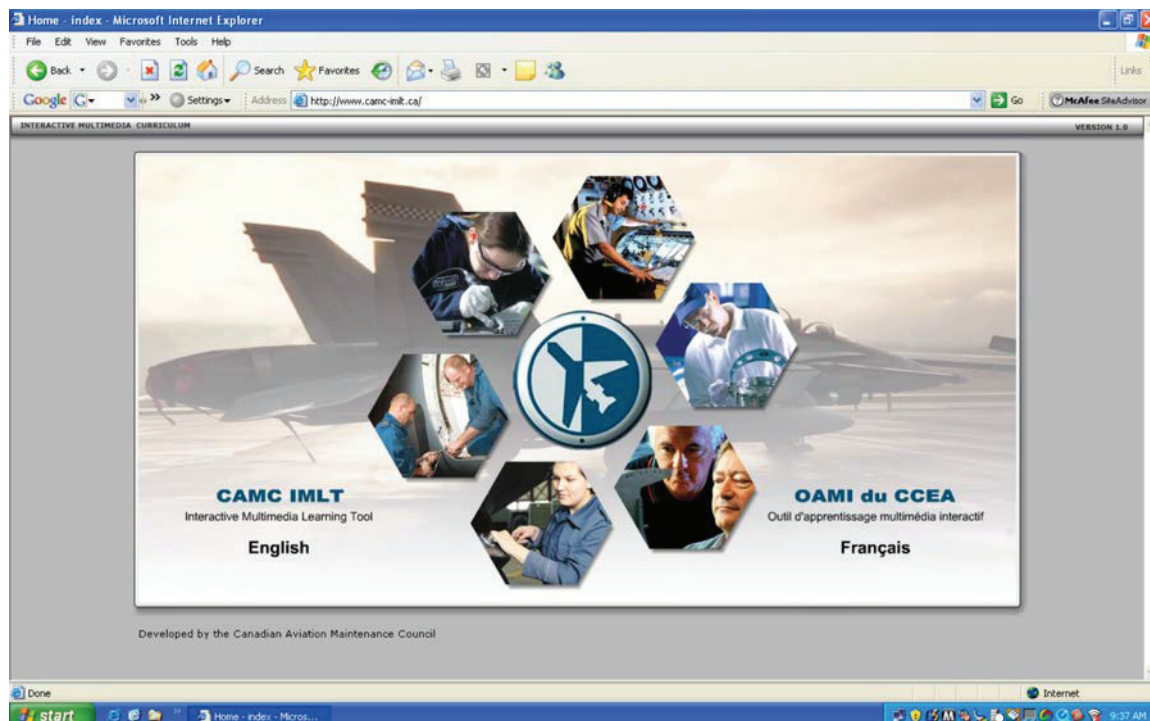 Home - index - Microsoft Internet Explorer
File Edit View Favorites Tools Help
Back Search Favorites Links
Google G Settings Address http://www.camc-imlt.ca/ Go McAfee SiteAdvisor
INTERACTIVE MULTIMEDIA CURRICULUM VERSION 1.0
CAMC IMLT OAMI du CCEA
Interactive Multimedia Learning Tool Outil d'apprentissage multimédia interactif
English Français
Developed by the Canadian Aviation Maintenance Council
Done Internet
start Home - index - Micros... 9:37 AM